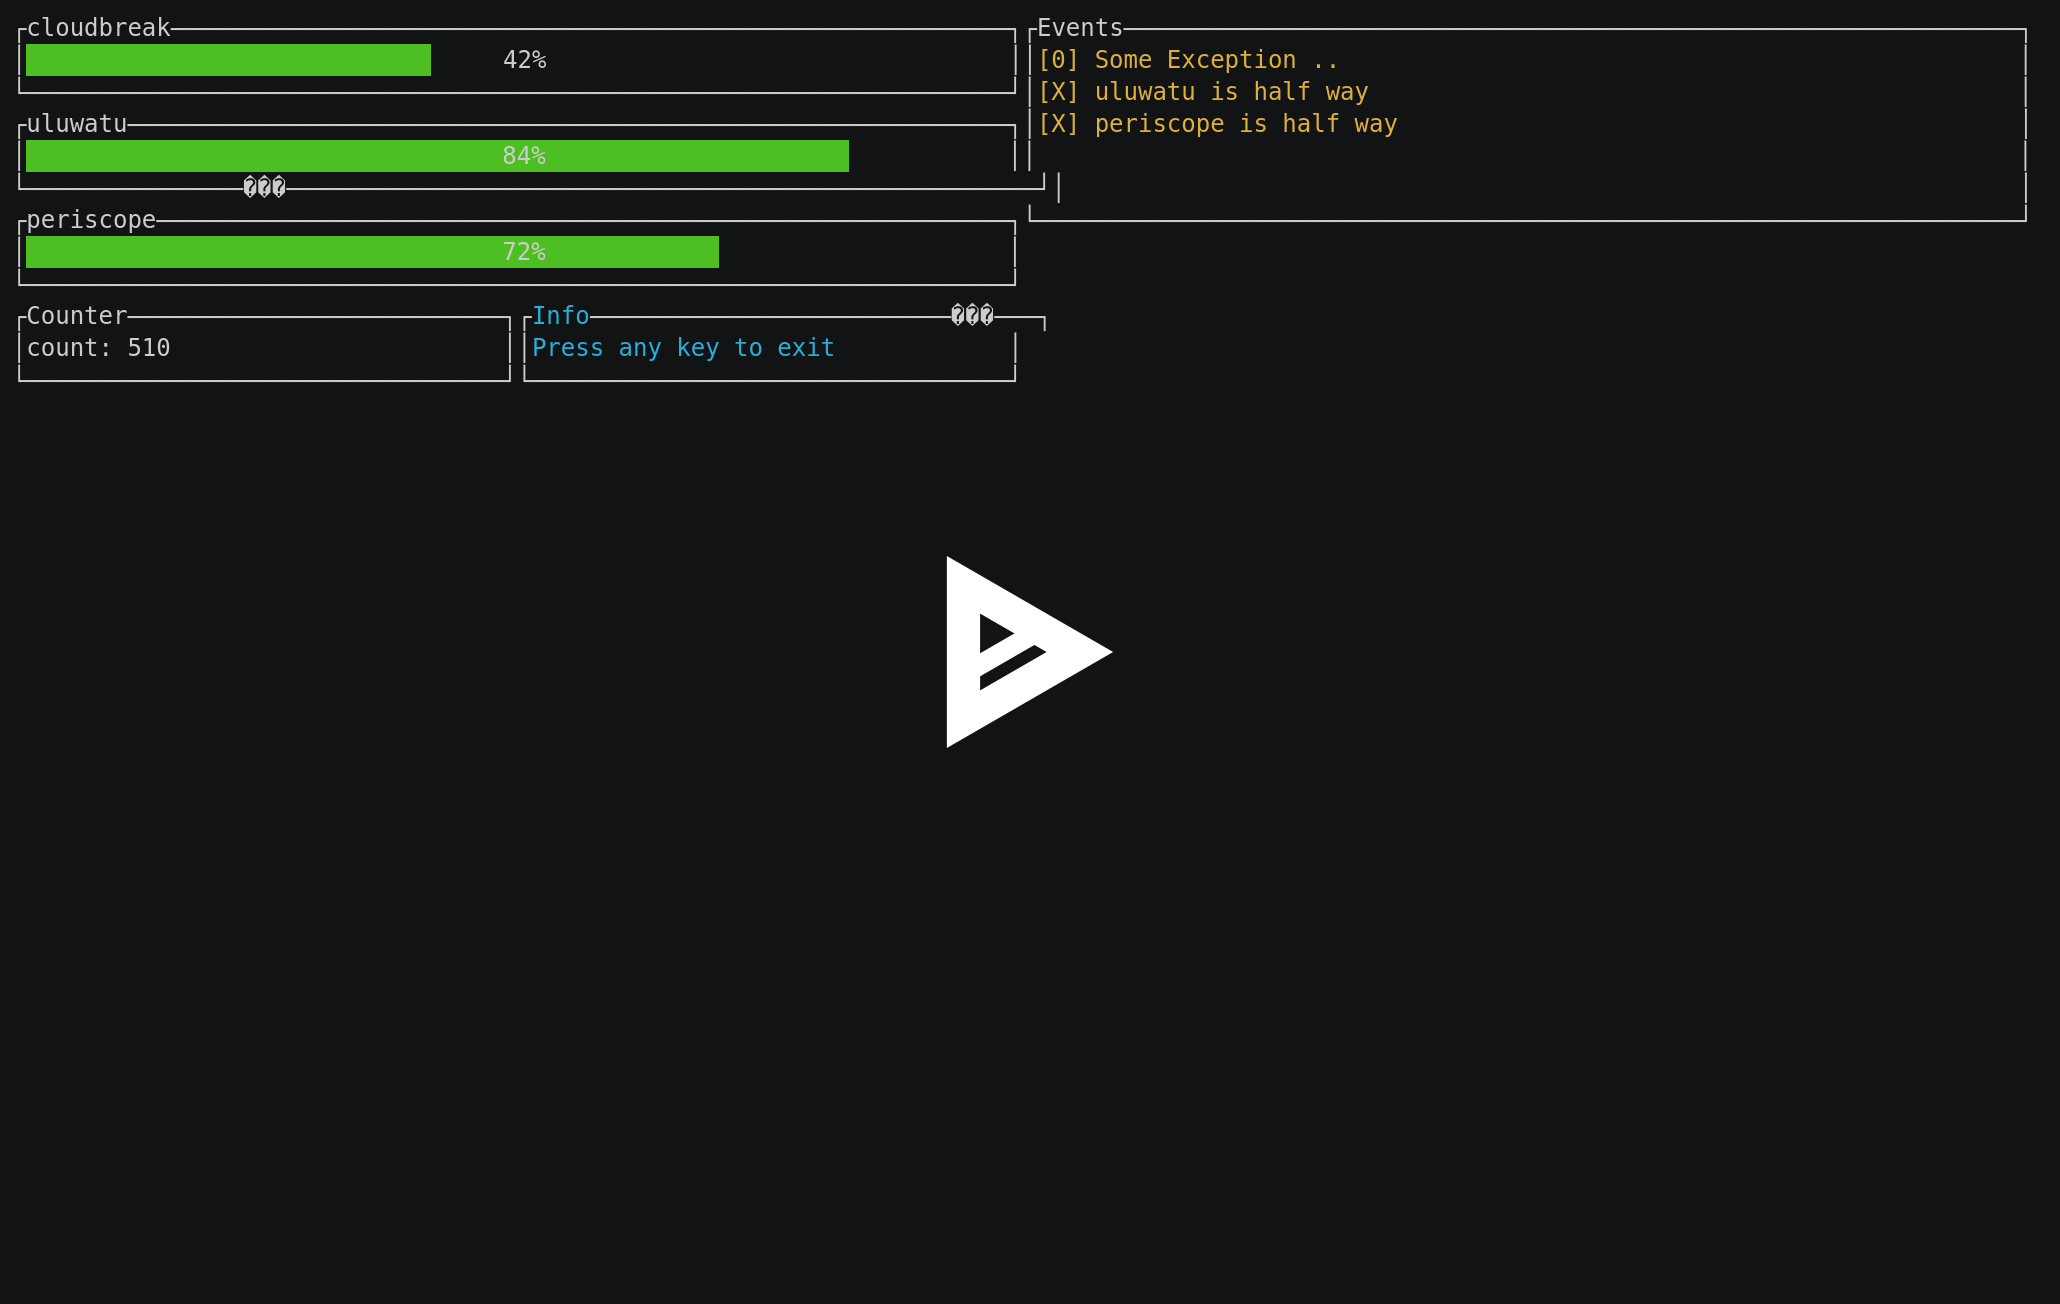 cloudbreak
42%
uluwatu
84%
���
periscope
72%
Counter
count: 510
Info
���
Press any key to exit
Events
[0] Some Exception ..
[X] uluwatu is half way
[X] periscope is half way